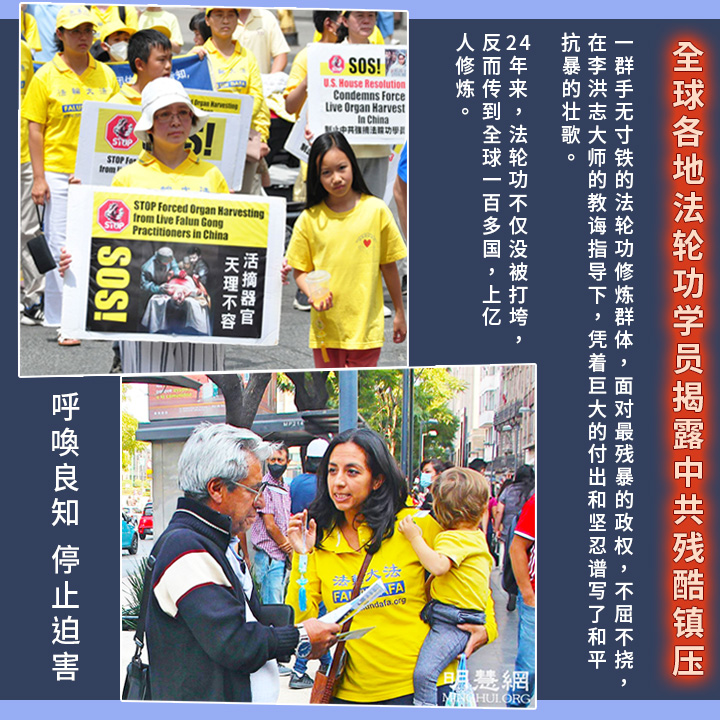 全球各地法轮功学员揭露中共残酷镇压
一群手无寸铁的法轮功修炼群体，面对最残暴的政权，不屈不挠，
在李洪志大师的教诲指导下，凭着巨大的付出和坚忍谱写了和平
抗暴的壮歌。
24年来，法轮功不仅没被打垮，
反而传到全球一百多国，上亿
人修炼。
SOS!
U.S. House Resolution
Condemns Force
Live Organ Harvest
In China
STOP
STOP Forced Organ Harvesting
from Live Falun Gong
Practitioners in China
STOP
SOS!
活摘器官
天理不容
呼唤良知 停止迫害
MP214
法輪大法
FALUN DAFA
fundafa.org
明慧網
MINGHUI.ORG